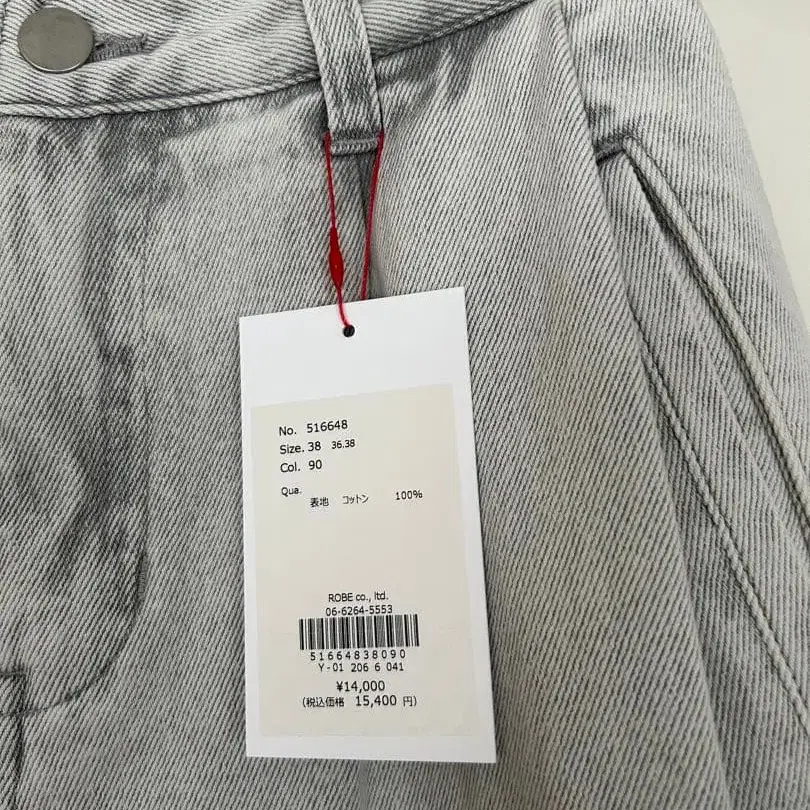 No. 516648
Size. 38 36.38
Col. 90
Qua.
表地 コットン 100%
ROBE co., ltd.
06-6264-5553
51664838090
Y-01 206 6 041
¥14,000
(税込価格 15,400 円)